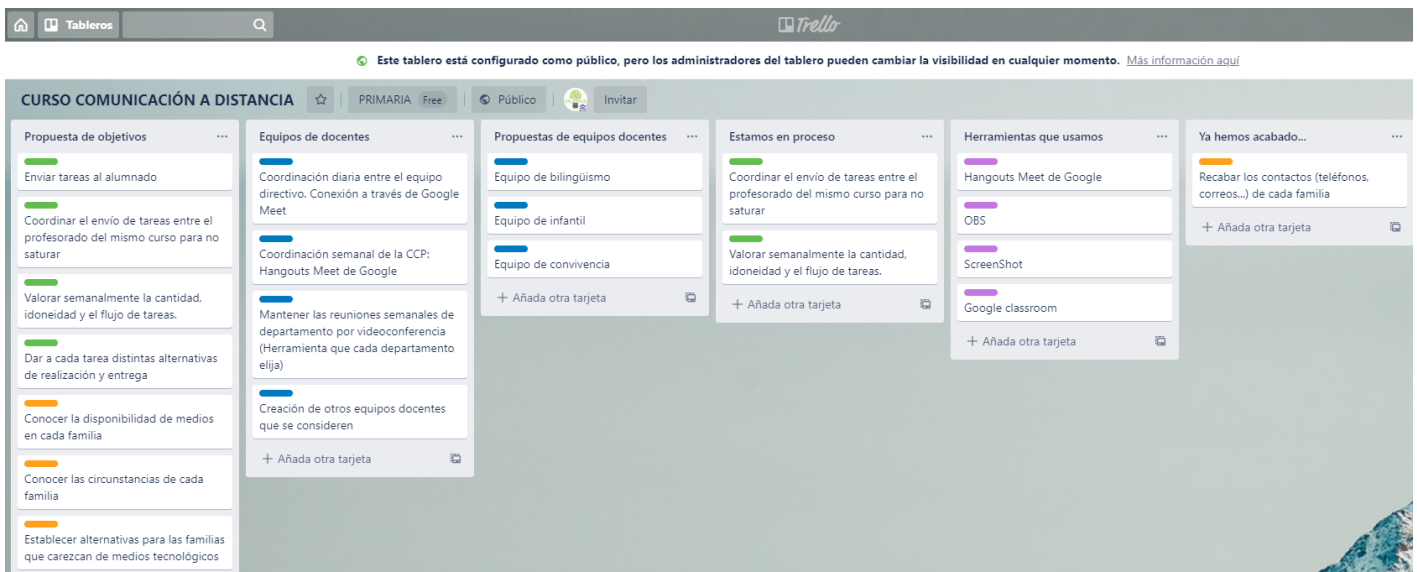 Tableros
Trello
Este tablero está configurado como público, pero los administradores del tablero pueden cambiar la visibilidad en cualquier momento. Más información aquí
CURSO COMUNICACIÓN A DISTANCIA
PRIMARIA Free
Público
Invitar
Propuesta de objetivos
Enviar tareas al alumnado
Coordinar el envío de tareas entre el
profesorado del mismo curso para no
saturar
Valorar semanalmente la cantidad,
idoneidad y el flujo de tareas.
Dar a cada tarea distintas alternativas
de realización y entrega
Conocer la disponibilidad de medios
en cada familia
Conocer las circunstancias de cada
familia
Establecer alternativas para las familias
que carezcan de medios tecnológicos
Equipos de docentes
Coordinación diaria entre el equipo
directivo. Conexión a través de Google
Meet
Coordinación semanal de la CCP:
Hangouts Meet de Google
Mantener las reuniones semanales de
departamento por videoconferencia
(Herramienta que cada departamento
elija)
Creación de otros equipos docentes
que se consideren
+ Añada otra tarjeta
Propuestas de equipos docentes
Equipo de bilingüismo
Equipo de infantil
Equipo de convivencia
+ Añada otra tarjeta
Estamos en proceso
Coordinar el envío de tareas entre el
profesorado del mismo curso para no
saturar
Valorar semanalmente la cantidad,
idoneidad y el flujo de tareas.
+ Añada otra tarjeta
Herramientas que usamos
Hangouts Meet de Google
OBS
ScreenShot
Google classroom
+ Añada otra tarjeta
Ya hemos acabado...
Recabar los contactos (teléfonos,
correos...) de cada familia
+ Añada otra tarjeta